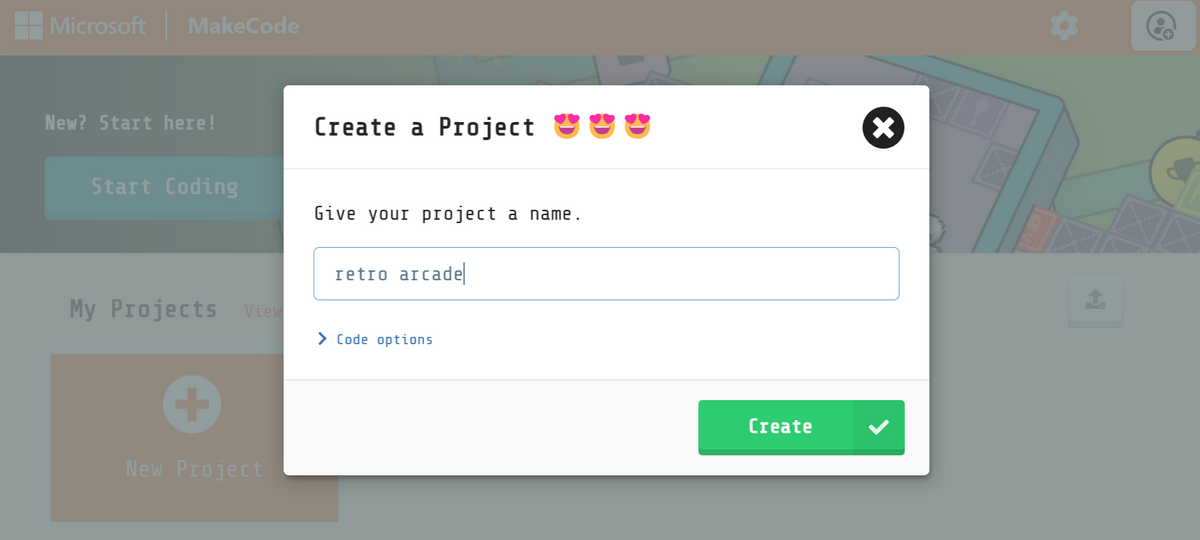 Microsoft | MakeCode
New? Start here!
Start Coding
Create a Project 😍 😍 😍
Give your project a name.
retro arcade
Code options
Create
My Projects View
New Project